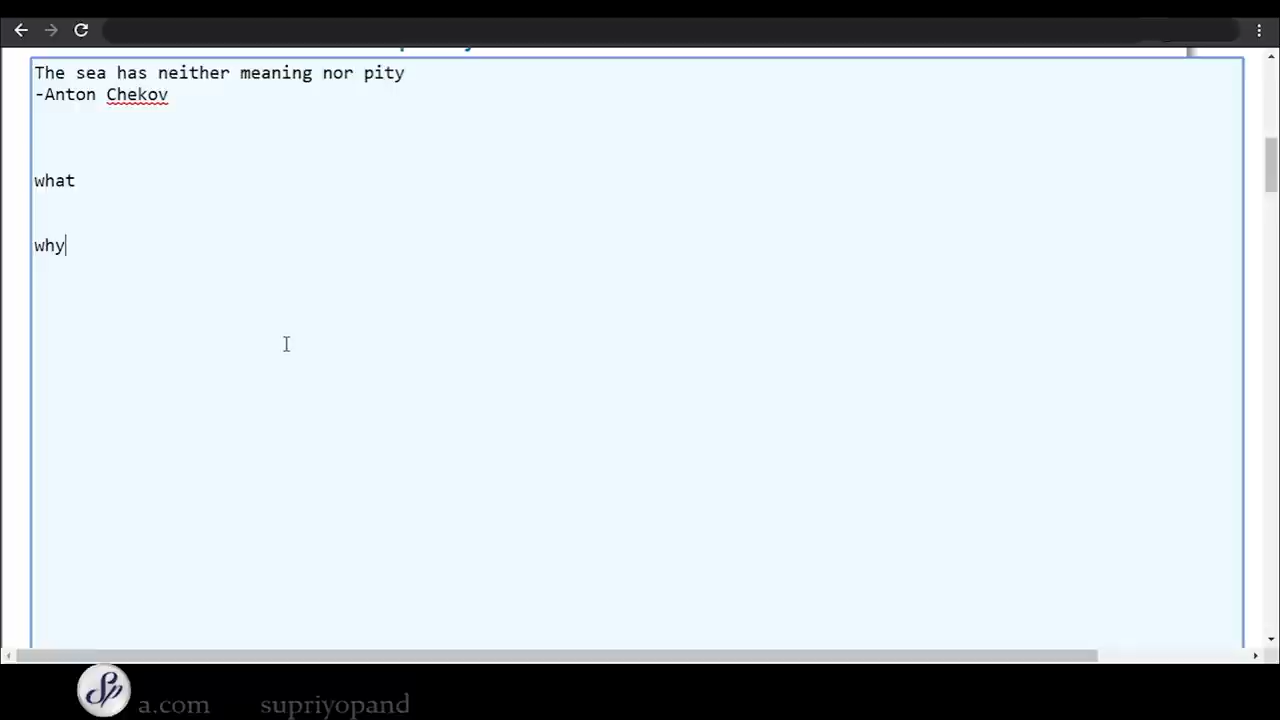 The sea has neither meaning nor pity
-Anton Chekov
what
why
a.com supriyopand